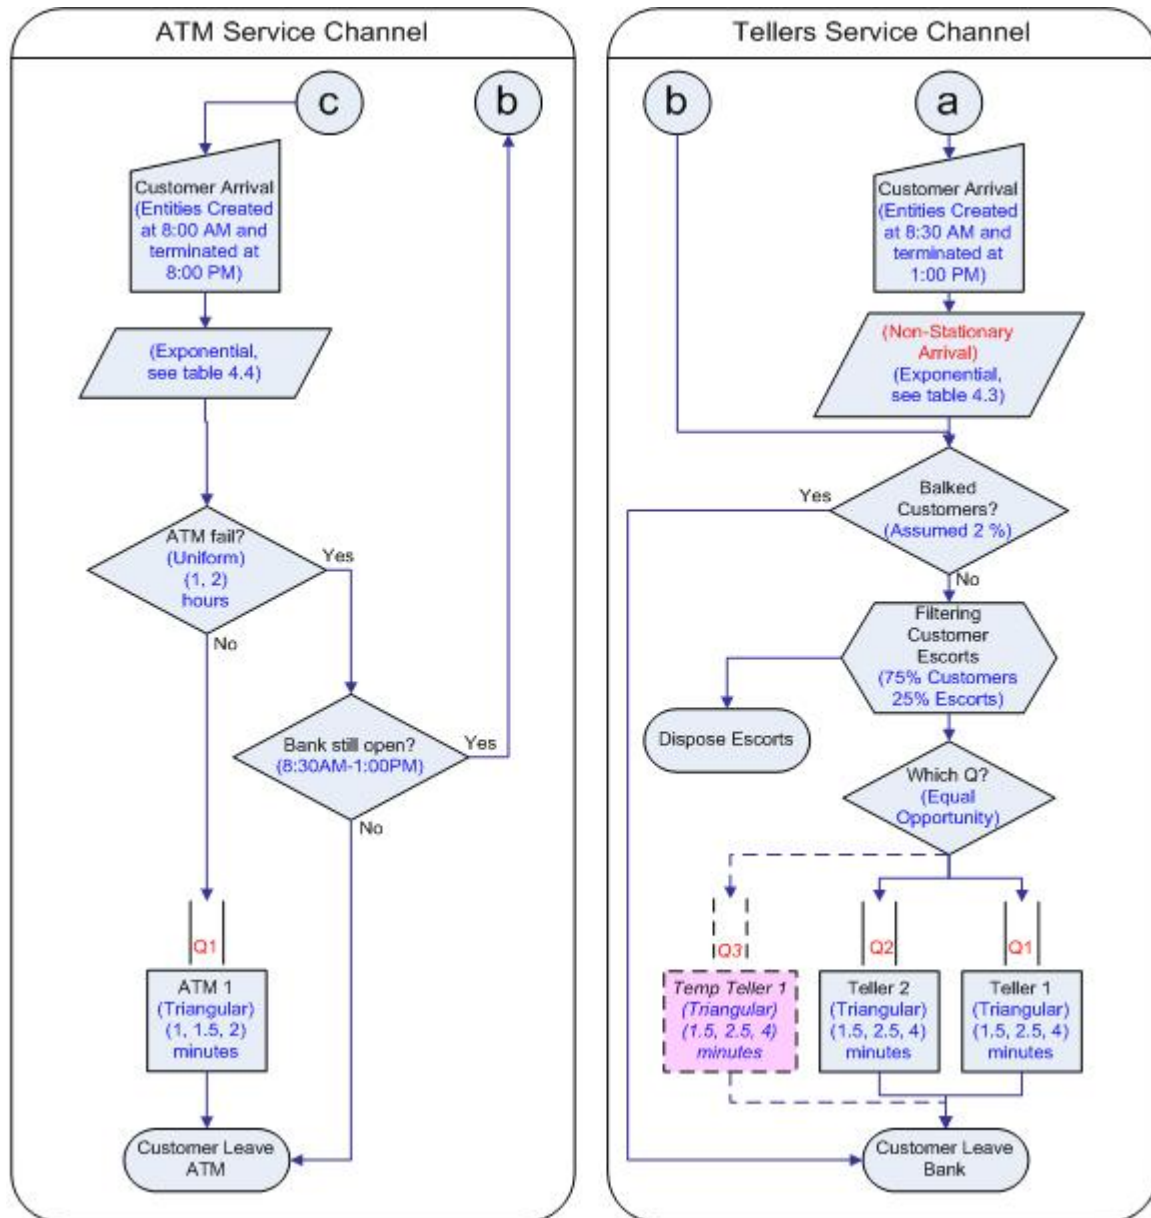 ATM Service Channel
c
b
Customer Arrival
(Entities Created
at 8:00 AM and
terminated at
8:00 PM)
(Exponential,
see table 4.4)
ATM fail?
(Uniform)
(1, 2)
hours
Yes
No
Bank still open?
(8:30AM-1:00PM)
Yes
No
Q1
ATM 1
(Triangular)
(1, 1.5, 2)
minutes
Customer Leave
ATM
Tellers Service Channel
b
a
Customer Arrival
(Entities Created
at 8:30 AM and
terminated at
1:00 PM)
(Non-Stationary
Arrival)
(Exponential,
see table 4.3)
Balked
Customers?
(Assumed 2 %)
Yes
No
Filtering
Customer
Escorts
(75% Customers
25% Escorts)
Dispose Escorts
Which Q?
(Equal
Opportunity)
Q3
Q2
Q1
Temp Teller 1
(Triangular)
(1.5, 2.5, 4)
minutes
Teller 2
(Triangular)
(1.5, 2.5, 4)
minutes
Teller 1
(Triangular)
(1.5, 2.5, 4)
minutes
Customer Leave
Bank